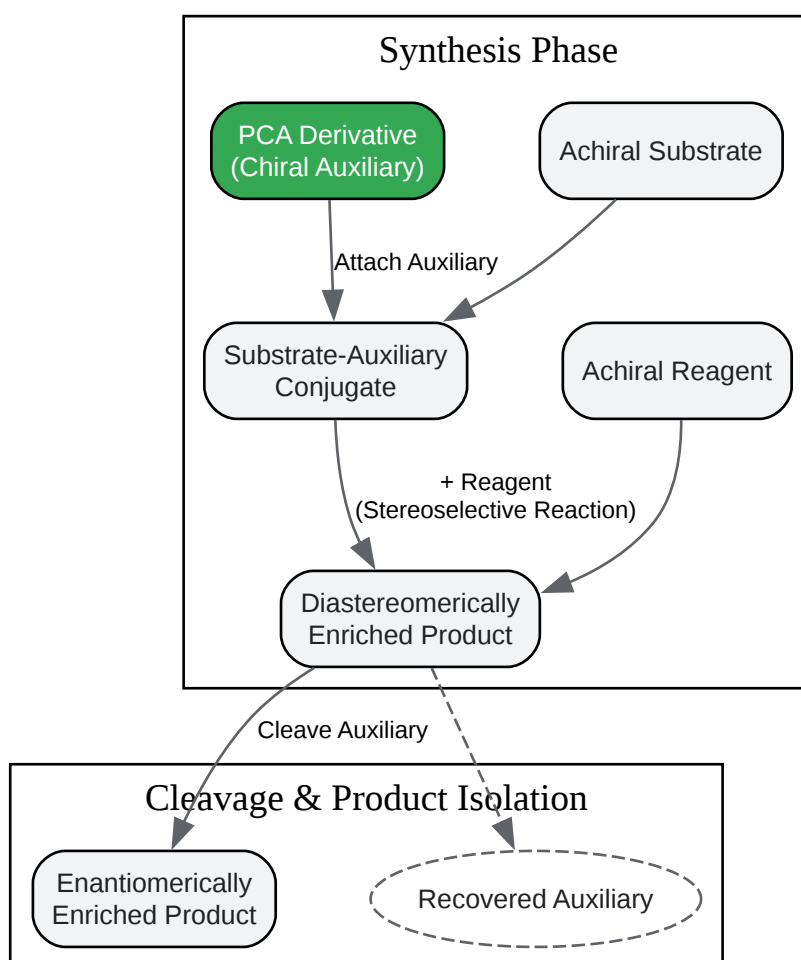 Synthesis Phase
PCA Derivative
(Chiral Auxiliary)
Achiral Substrate
Attach Auxiliary
Substrate-Auxiliary
Conjugate
Achiral Reagent
+ Reagent
(Stereoselective Reaction)
Diastereomerically
Enriched Product
Cleave Auxiliary
Cleavage & Product Isolation
Enantiomerically
Enriched Product
Recovered Auxiliary